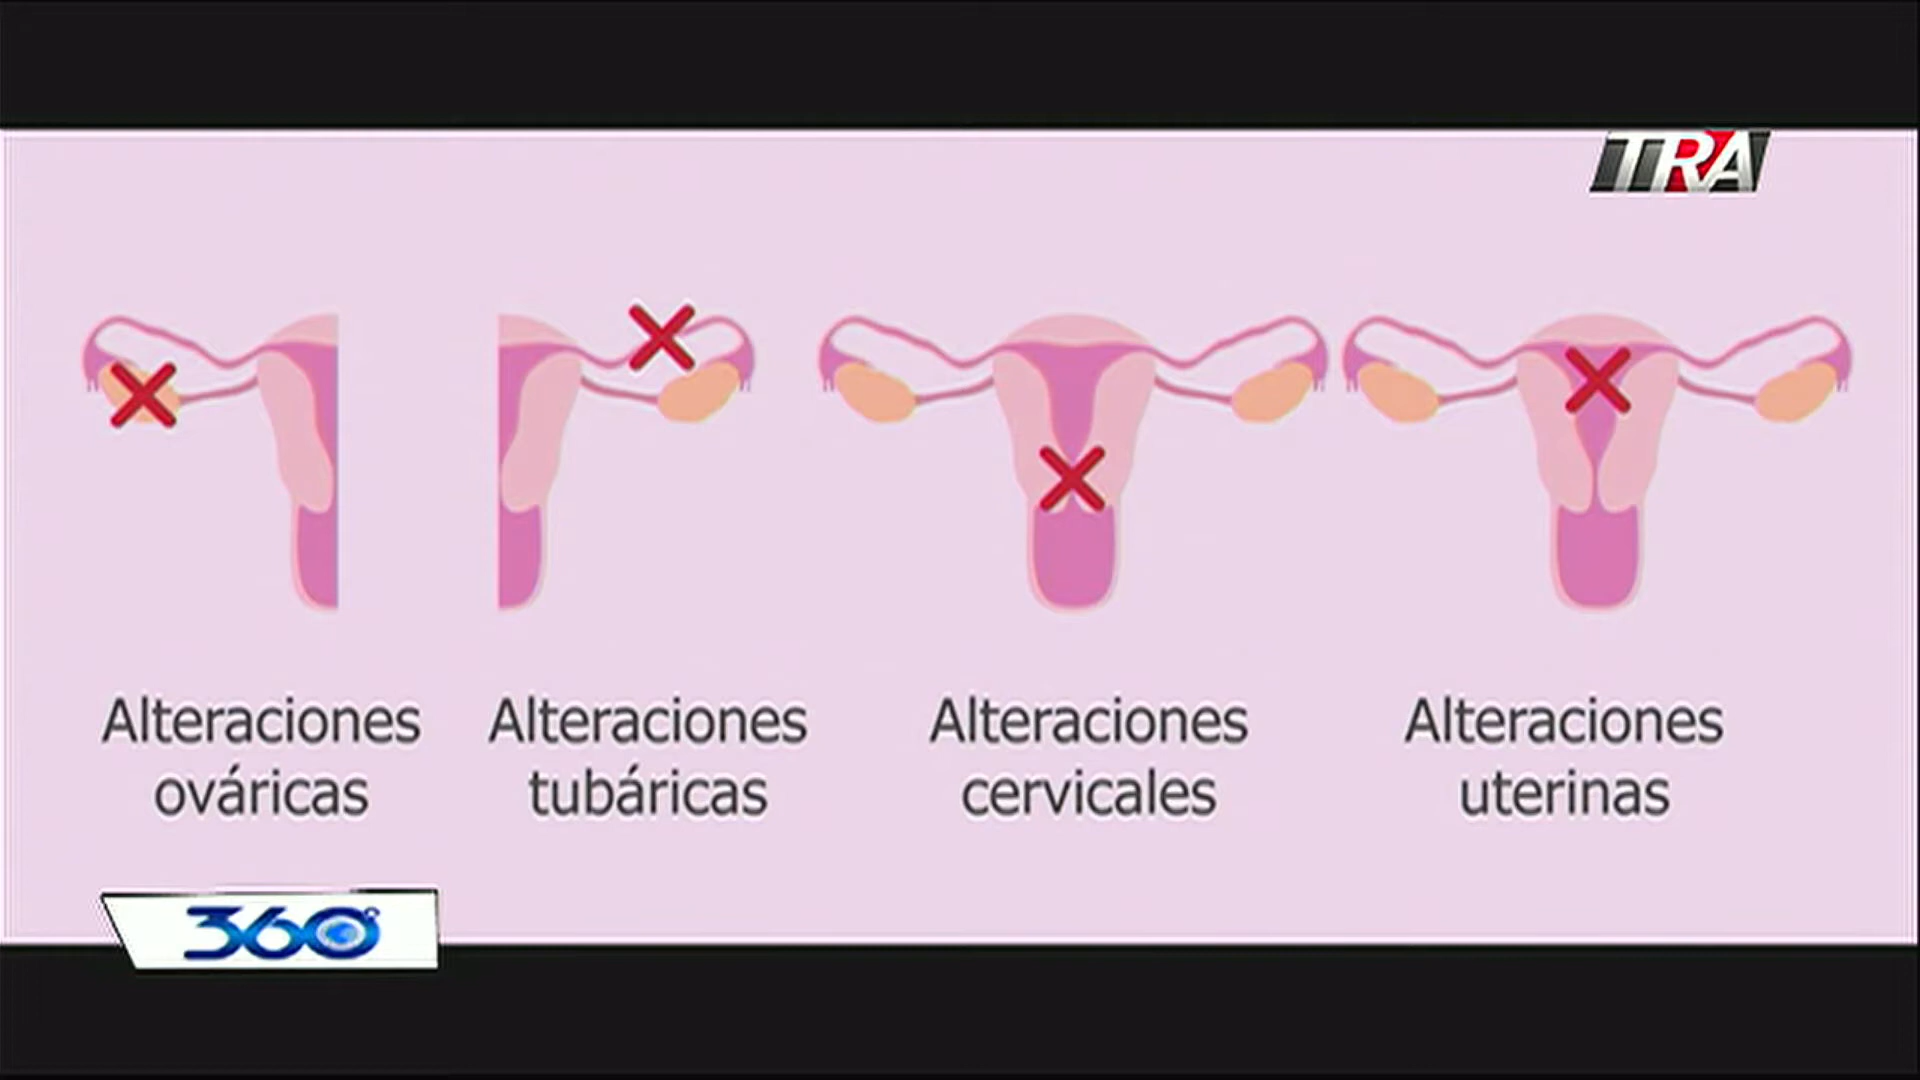 TRA
Alteraciones
ováricas
Alteraciones
tubáricas
Alteraciones
cervicales
Alteraciones
uterinas
360°